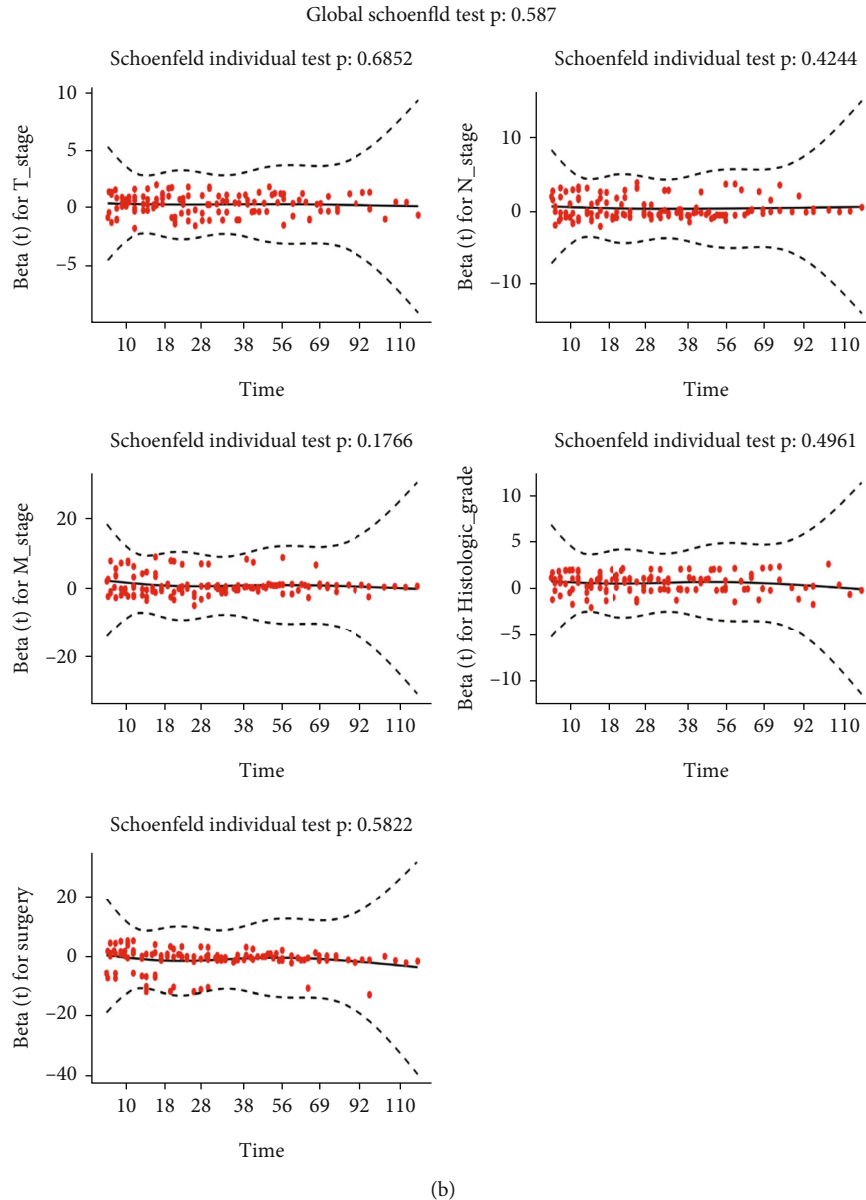 Global schoenfld test p: 0.587
Schoenfeld individual test p: 0.6852
Beta (t) for T_stage
10
5
0
−5
10 18 28 38 56 69 92 110
Time
Schoenfeld individual test p: 0.4244
Beta (t) for N_stage
10
0
−10
10 18 28 38 56 69 92 110
Time
Schoenfeld individual test p: 0.1766
Beta (t) for M_stage
20
0
−20
10 18 28 38 56 69 92 110
Time
Schoenfeld individual test p: 0.4961
Beta (t) for Histologic_grade
10
5
0
−5
−10
10 18 28 38 56 69 92 110
Time
Schoenfeld individual test p: 0.5822
Beta (t) for surgery
20
0
−20
−40
10 18 28 38 56 69 92 110
Time
(b)